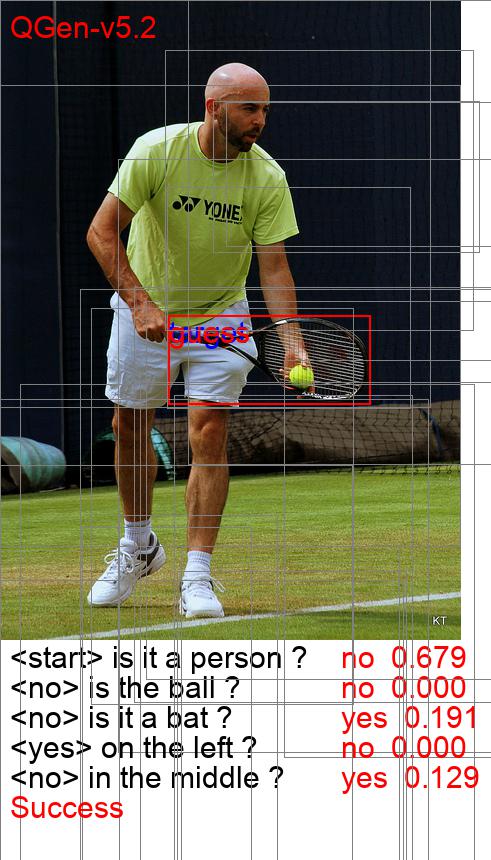 QGen-v5.2
YONEX
guess
KT
<start> is it a person ? no 0.679
<no> is the ball ? no 0.000
<no> is it a bat ? yes 0.191
<yes> on the left ? no 0.000
<no> in the middle ? yes 0.129
Success